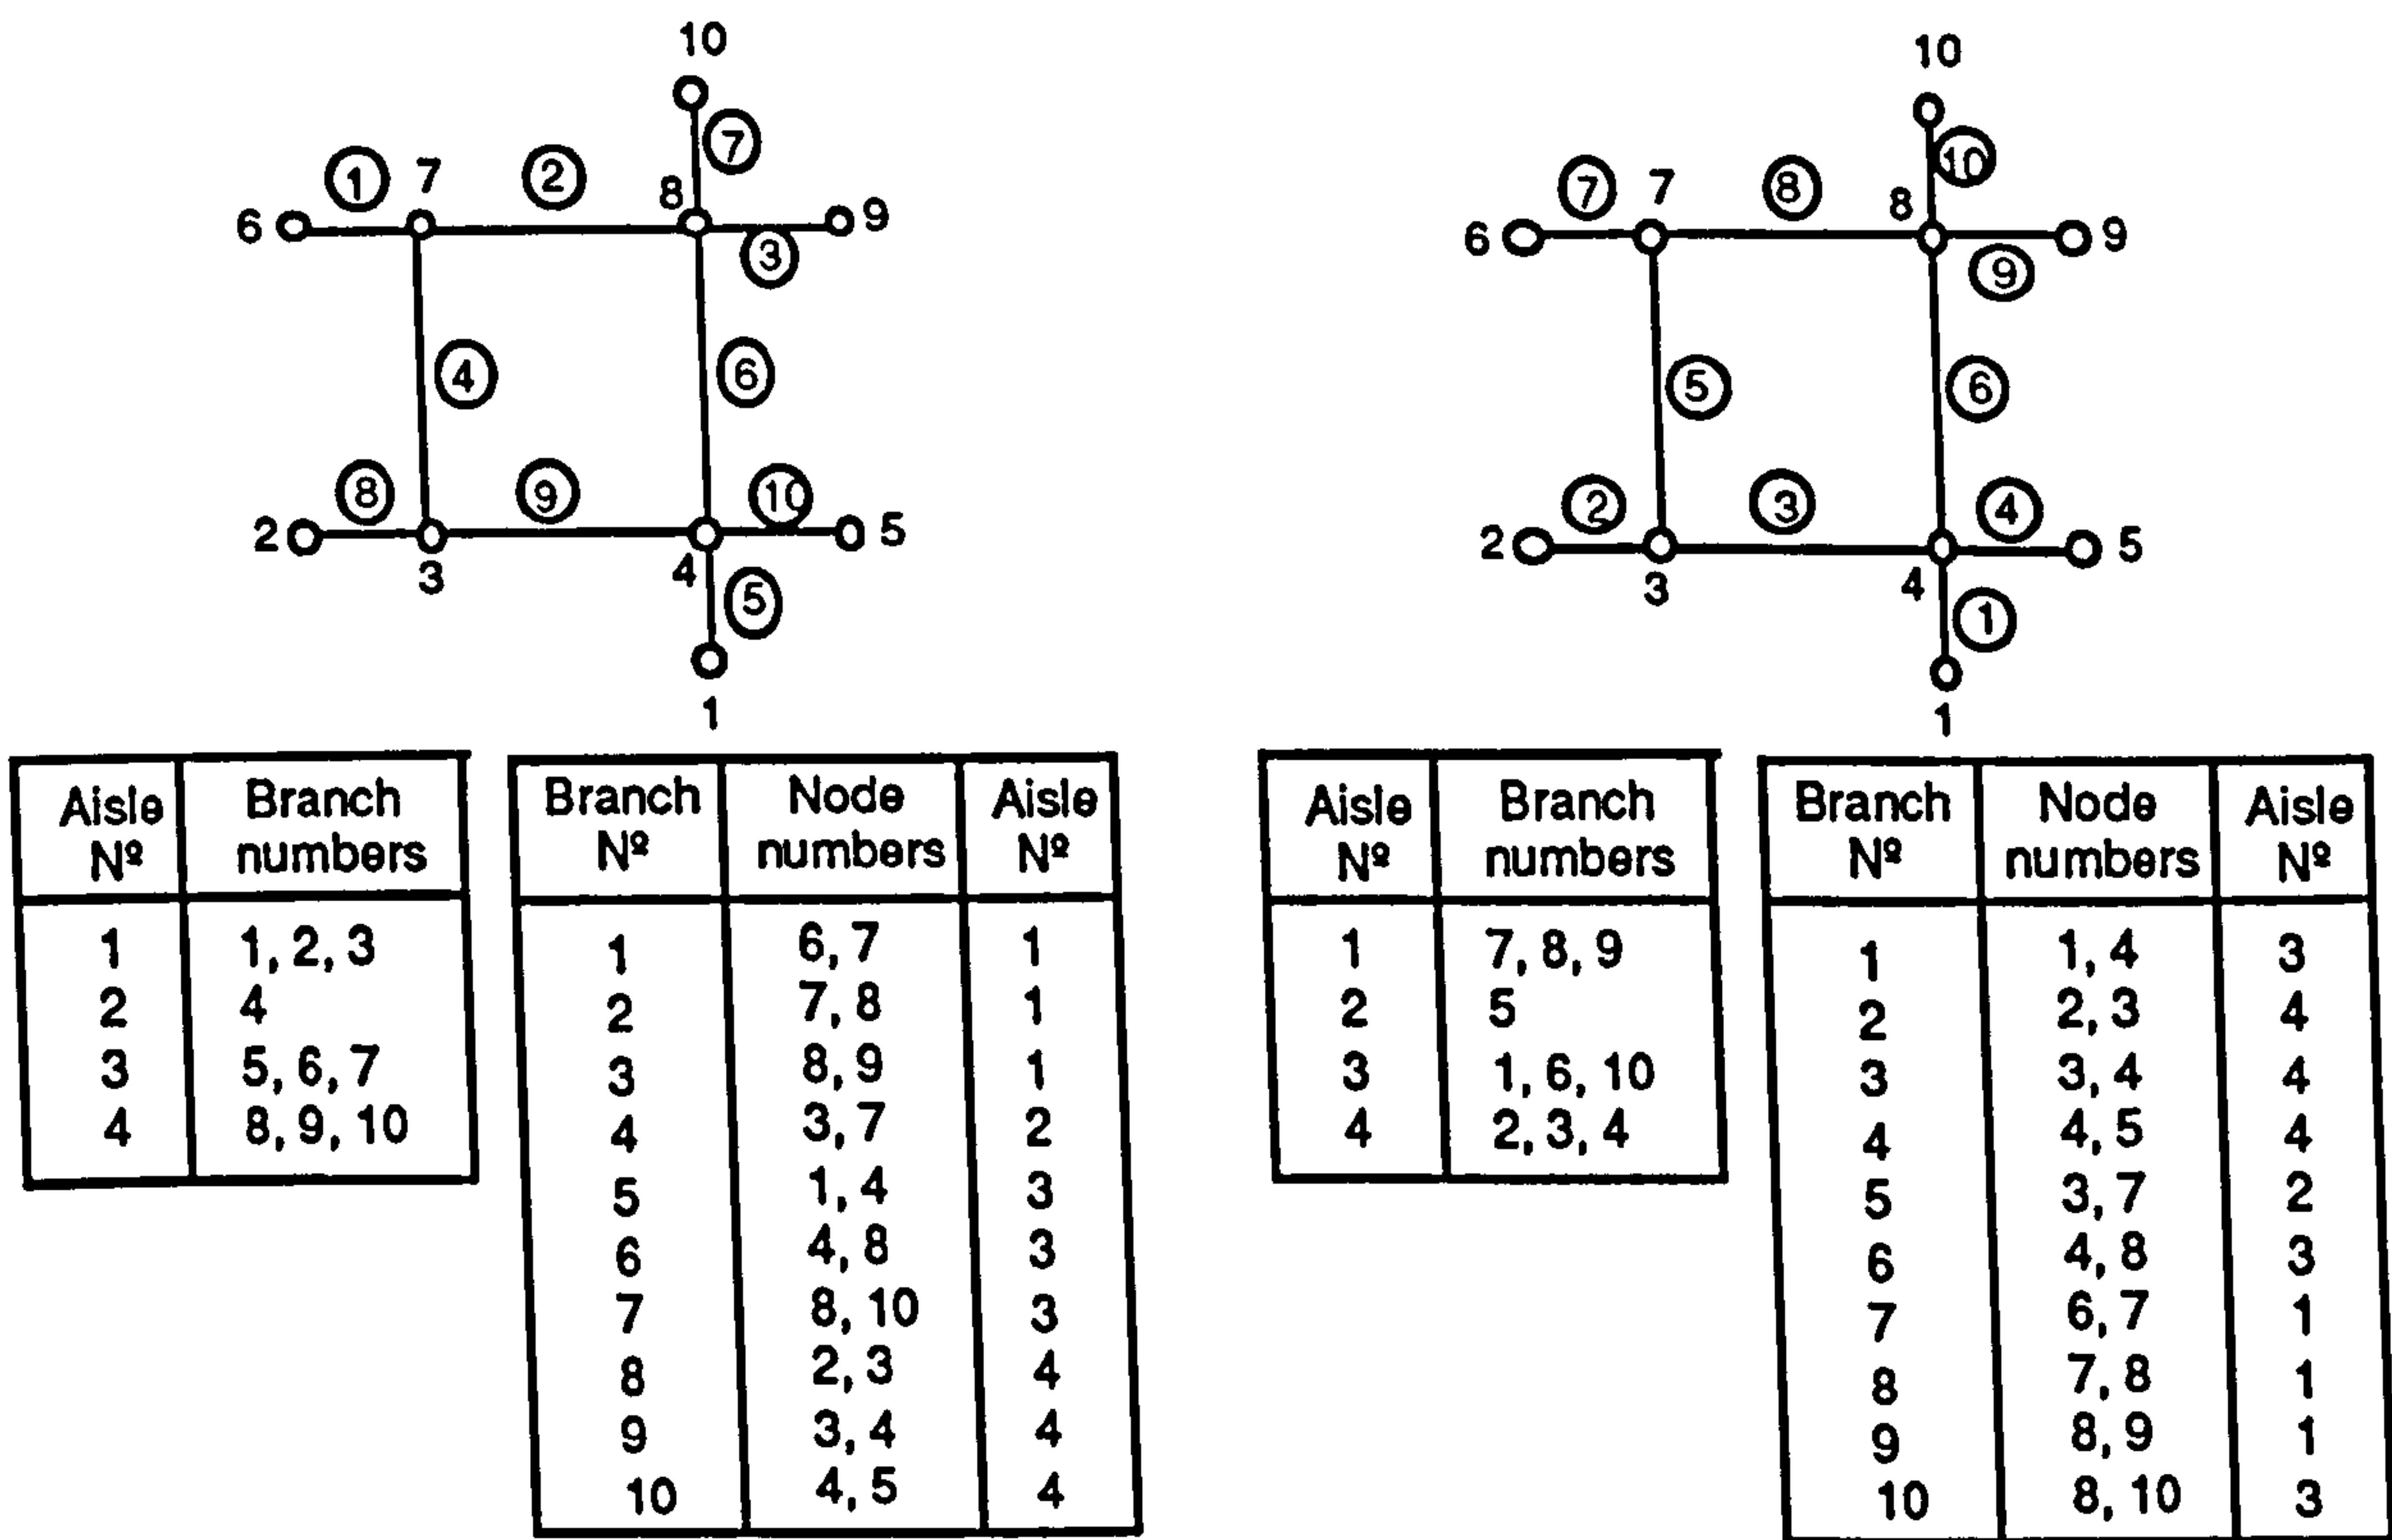 10
⑦
① 7 ②
8
6 9
③
④ ⑥
⑧ ⑨ ⑩
2 5
3 4
⑤
1
Aisle Nº Branch numbers
1 1, 2, 3
2 4
3 5, 6, 7
4 8, 9, 10
Branch Nº Node numbers Aisle Nº
1 6, 7 1
2 7, 8 1
3 8, 9 1
4 3, 7 2
5 1, 4 3
6 4, 8 3
7 8, 10 3
8 2, 3 4
9 3, 4 4
10 4, 5 4
10
⑩
⑦ 7 ⑧
8
6 9
⑨
⑤ ⑥
② ③ ④
2 5
3 4
①
1
Aisle Nº Branch numbers
1 7, 8, 9
2 5
3 1, 6, 10
4 2, 3, 4
Branch Nº Node numbers Aisle Nº
1 1, 4 3
2 2, 3 4
3 3, 4 4
4 4, 5 4
5 3, 7 2
6 4, 8 3
7 6, 7 1
8 7, 8 1
9 8, 9 1
10 8, 10 3